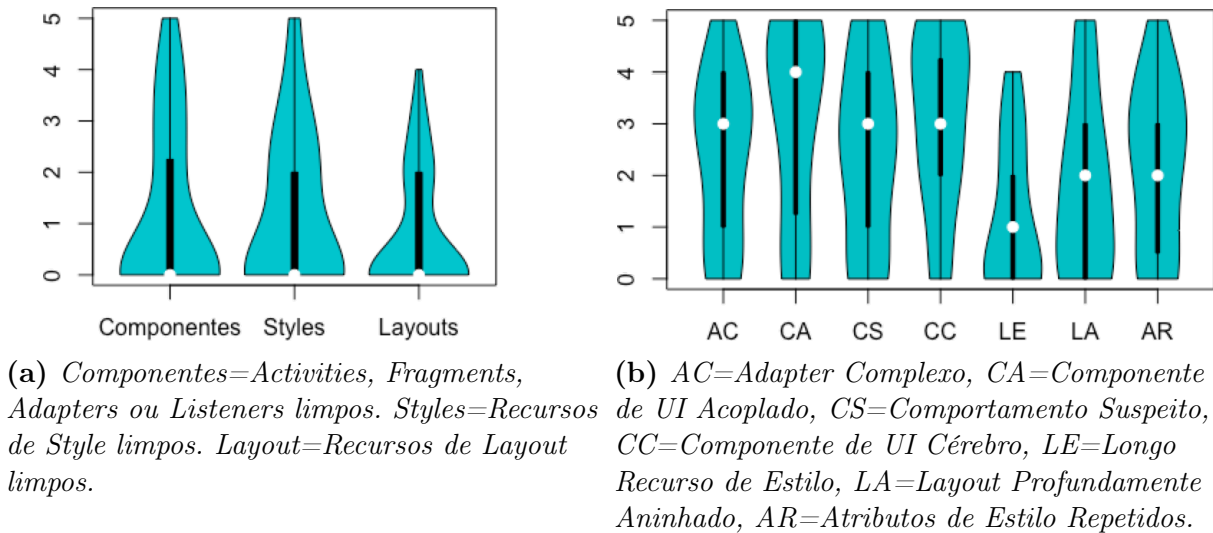 5
4
3
2
1
0
Componentes Styles Layouts
(a) Componentes=Activities, Fragments,
Adapters ou Listeners limpos. Styles=Recursos
de Style limpos. Layout=Recursos de Layout
limpos.
5
4
3
2
1
0
AC CA CS CC LE LA AR
(b) AC=Adapter Complexo, CA=Componente
de UI Acoplado, CS=Comportamento Suspeito,
CC=Componente de UI Cérebro, LE=Longo
Recurso de Estilo, LA=Layout Profundamente
Aninhado, AR=Atributos de Estilo Repetidos.